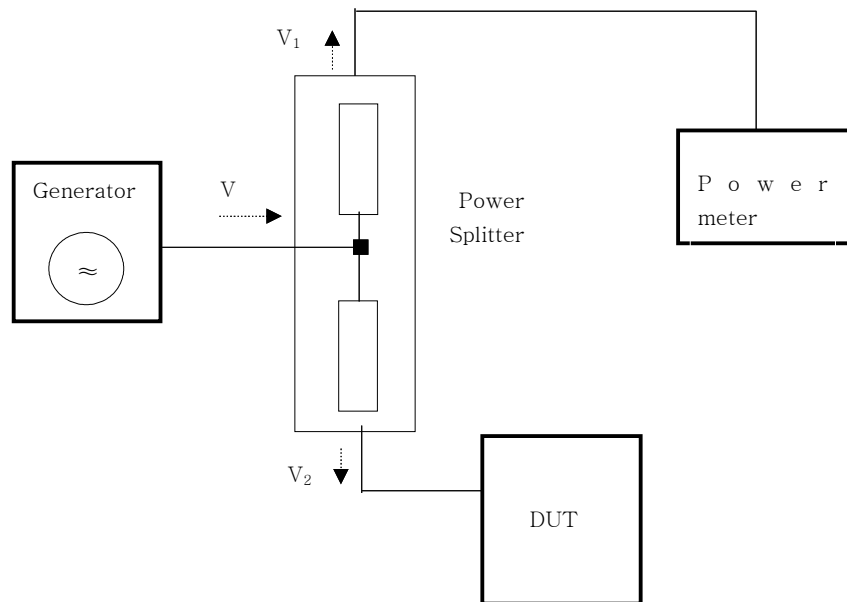 V₁
Generator
V
Power
Splitter
P o w e r
meter
≈
V₂
DUT